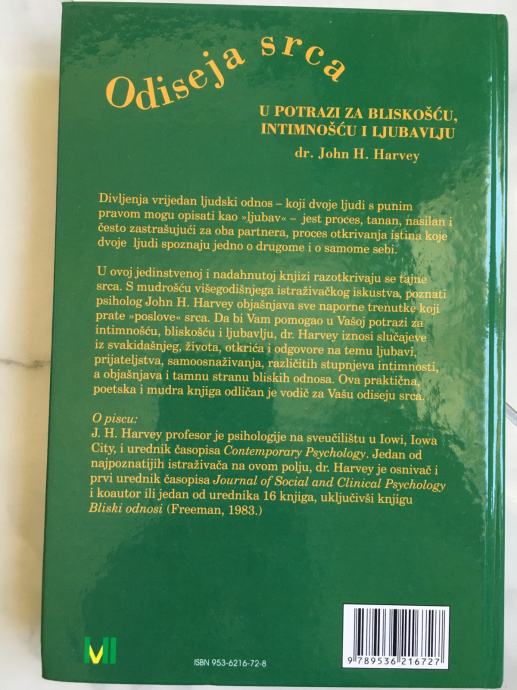 Odiseja srca
U POTRAZI ZA BLISKOŠĆU,
INTIMNOŠĆU I LJUBAVLJU
dr. John H. Harvey
Divljenja vrijedan ljudski odnos – koji dvoje ljudi s punim
pravom mogu opisati kao »ljubav« – jest proces, tanan, nasilan i
često zastrašujući za oba partnera, proces otkrivanja istina koje
dvoje ljudi spoznaju jedno o drugome i o samome sebi.
U ovoj jedinstvenoj i nadahnutoj knjizi razotkrivaju se tajne
srca. S mudrošću višegodišnjega istraživačkog iskustva, poznati
psiholog John H. Harvey objašnjava sve naporne trenutke koji
prate »poslove« srca. Da bi Vam pomogao u Vašoj potrazi za
intimnošću, bliskošću i ljubavlju, dr. Harvey iznosi slučajeve
iz svakidašnjeg, života, otkrića i odgovore na temu ljubavi,
prijateljstva, samoosnaživanja, različitih stupnjeva intimnosti,
a objašnjava i tamnu stranu bliskih odnosa. Ova praktična,
poetska i mudra knjiga odličan je vodič za Vašu odiseju srca.
O piscu:
J. H. Harvey profesor je psihologije na sveučilištu u Iowi, Iowa
City, i urednik časopisa Contemporary Psychology. Jedan od
najpoznatijih istraživača na ovom polju, dr. Harvey je osnivač i
prvi urednik časopisa Journal of Social and Clinical Psychology
i koautor ili jedan od urednika 16 knjiga, uključivši knjigu
Bliski odnosi (Freeman, 1983.)
MI
ISBN 953-6216-72-8
9 789536 216727